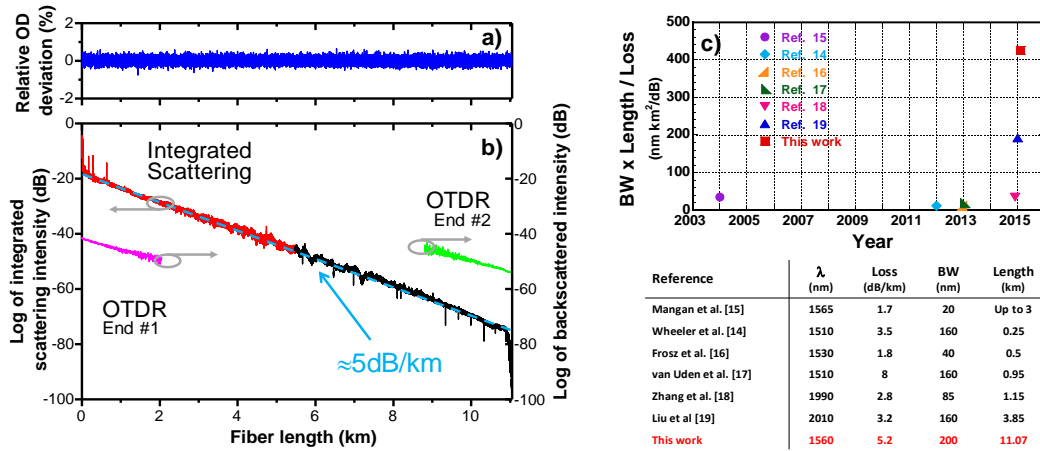 a)
Relative OD
deviation (%)
2
0
-2
b)
Log of integrated
scattering intensity (dB)
0
-20
-40
-60
-80
-100
Integrated
Scattering
OTDR
End #1
OTDR
End #2
≈5dB/km
0
-20
-40
-60
-80
-100
Log of backscattered intensity (dB)
0 2 4 6 8 10
Fiber length (km)
c)
BW x Length / Loss
(nm km²/dB)
500
400
300
200
100
0
Ref. 15
Ref. 14
Ref. 16
Ref. 17
Ref. 18
Ref. 19
This work
2003 2005 2007 2009 2011 2013 2015
Year
Reference λ (nm) Loss (dB/km) BW (nm) Length (km)
Mangan et al. [15] 1565 1.7 20 Up to 3
Wheeler et al. [14] 1510 3.5 160 0.25
Frosz et al. [16] 1530 1.8 40 0.5
van Uden et al. [17] 1510 8 160 0.95
Zhang et al. [18] 1990 2.8 85 1.15
Liu et al [19] 2010 3.2 160 3.85
This work 1560 5.2 200 11.07